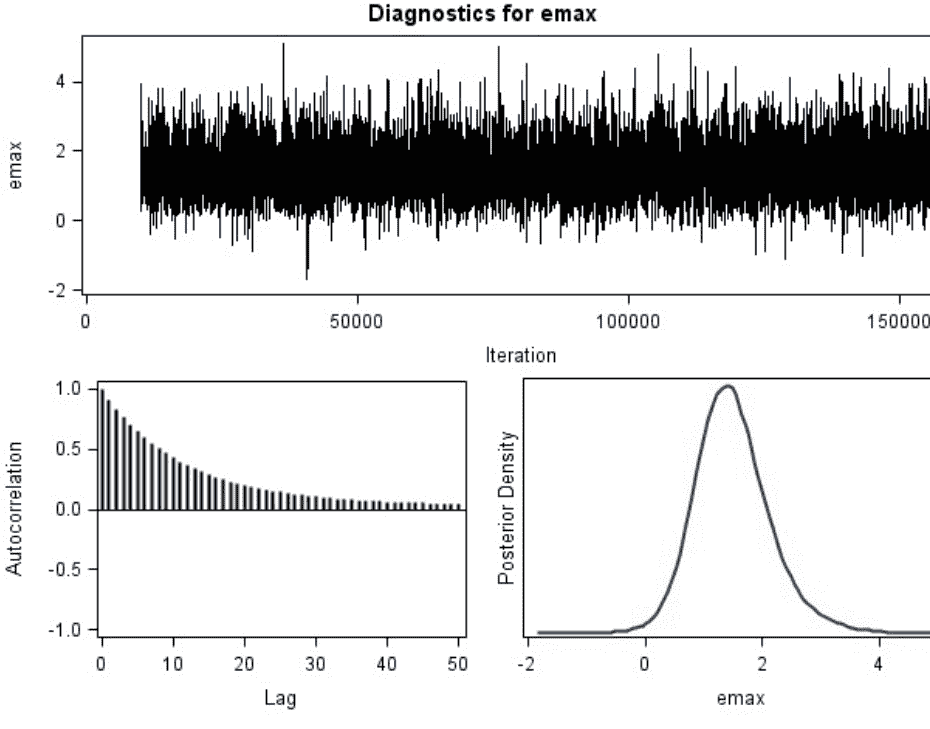 Diagnostics for emax
4
2
0
-2
emax
0 50000 100000 150000
Iteration
1.0
0.5
0.0
-0.5
-1.0
Autocorrelation
0 10 20 30 40 50
Lag
Posterior Density
-2 0 2 4
emax